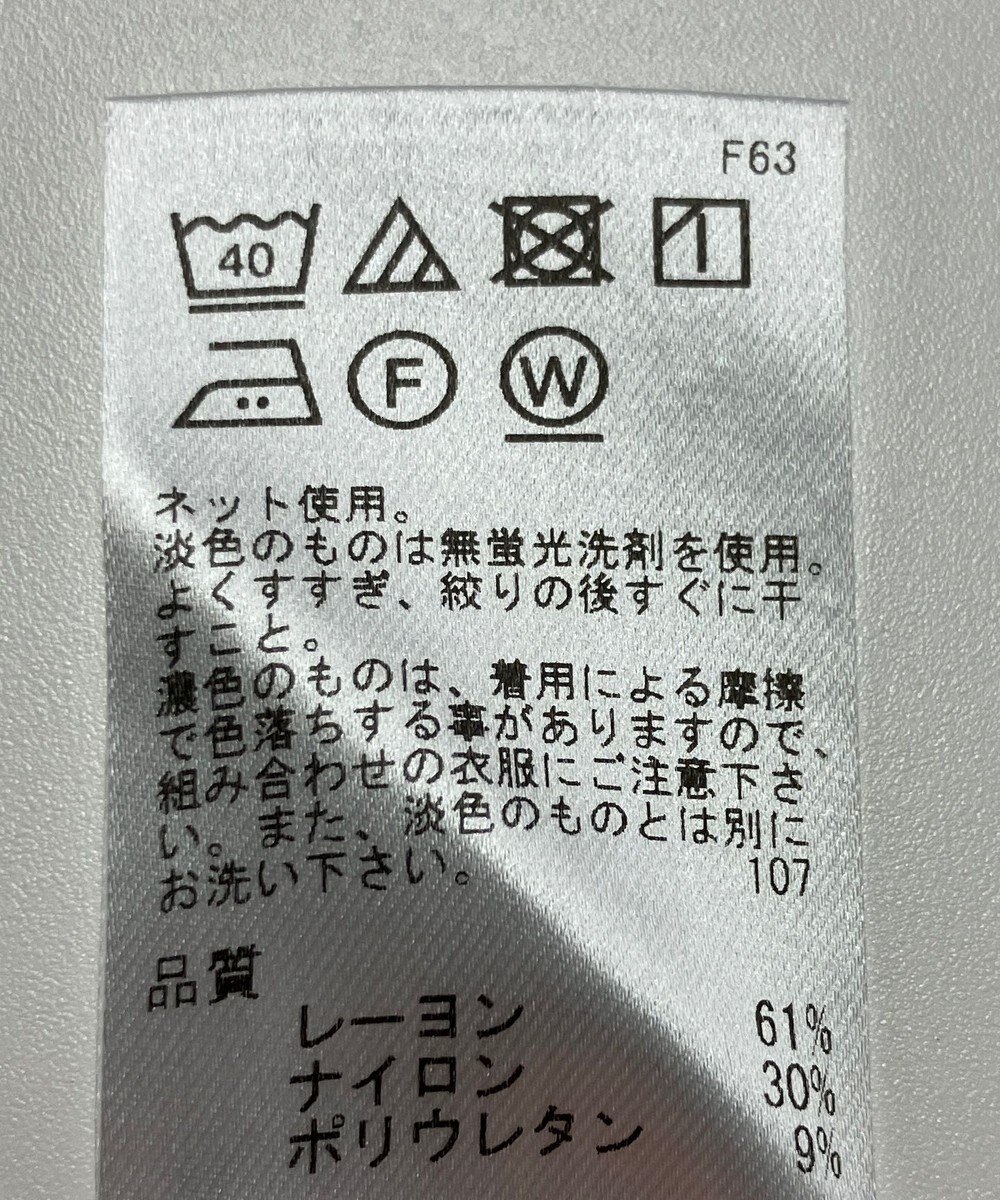 F63
40
F W
ネット使用。
淡色のものは無蛍光洗剤を使用。
よくすすぎ、絞りの後すぐに干
すこと。
濃色のものは、着用による摩擦
で色落ちする事がありますので、
組み合わせの衣服にご注意下さ
い。また、淡色のものとは別に
お洗い下さい。 107
品質
レーヨン 61%
ナイロン 30%
ポリウレタン 9%